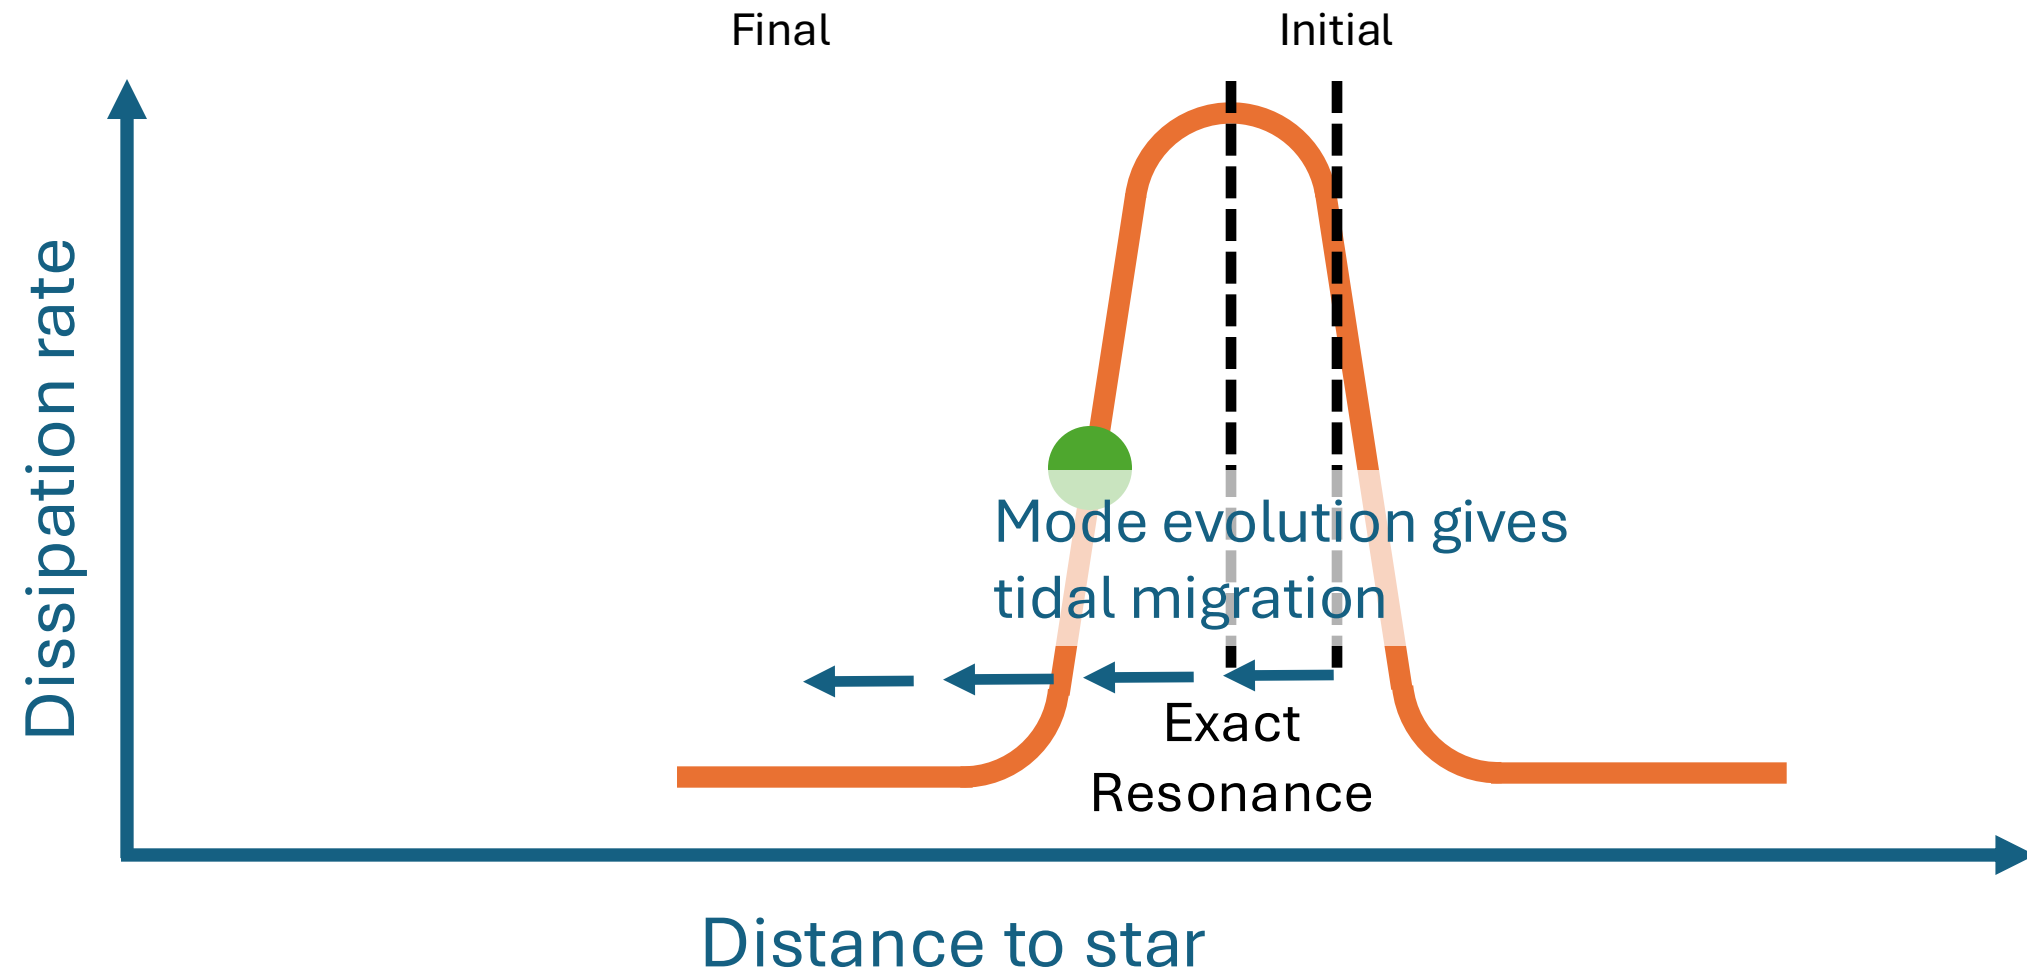 Final
Initial
Dissipation rate
Mode evolution gives
tidal migration
Exact
Resonance
Distance to star